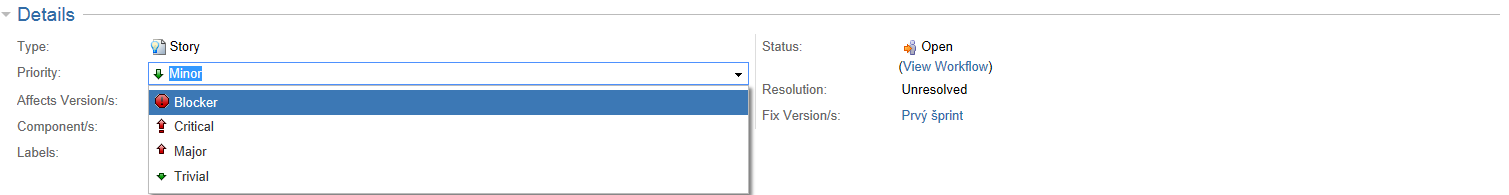 Details
Type: Story
Priority: Minor
Affects Version/s: Blocker
Component/s: Critical
Labels: Major
Trivial
Status: Open
(View Workflow)
Resolution: Unresolved
Fix Version/s: Prvý šprint